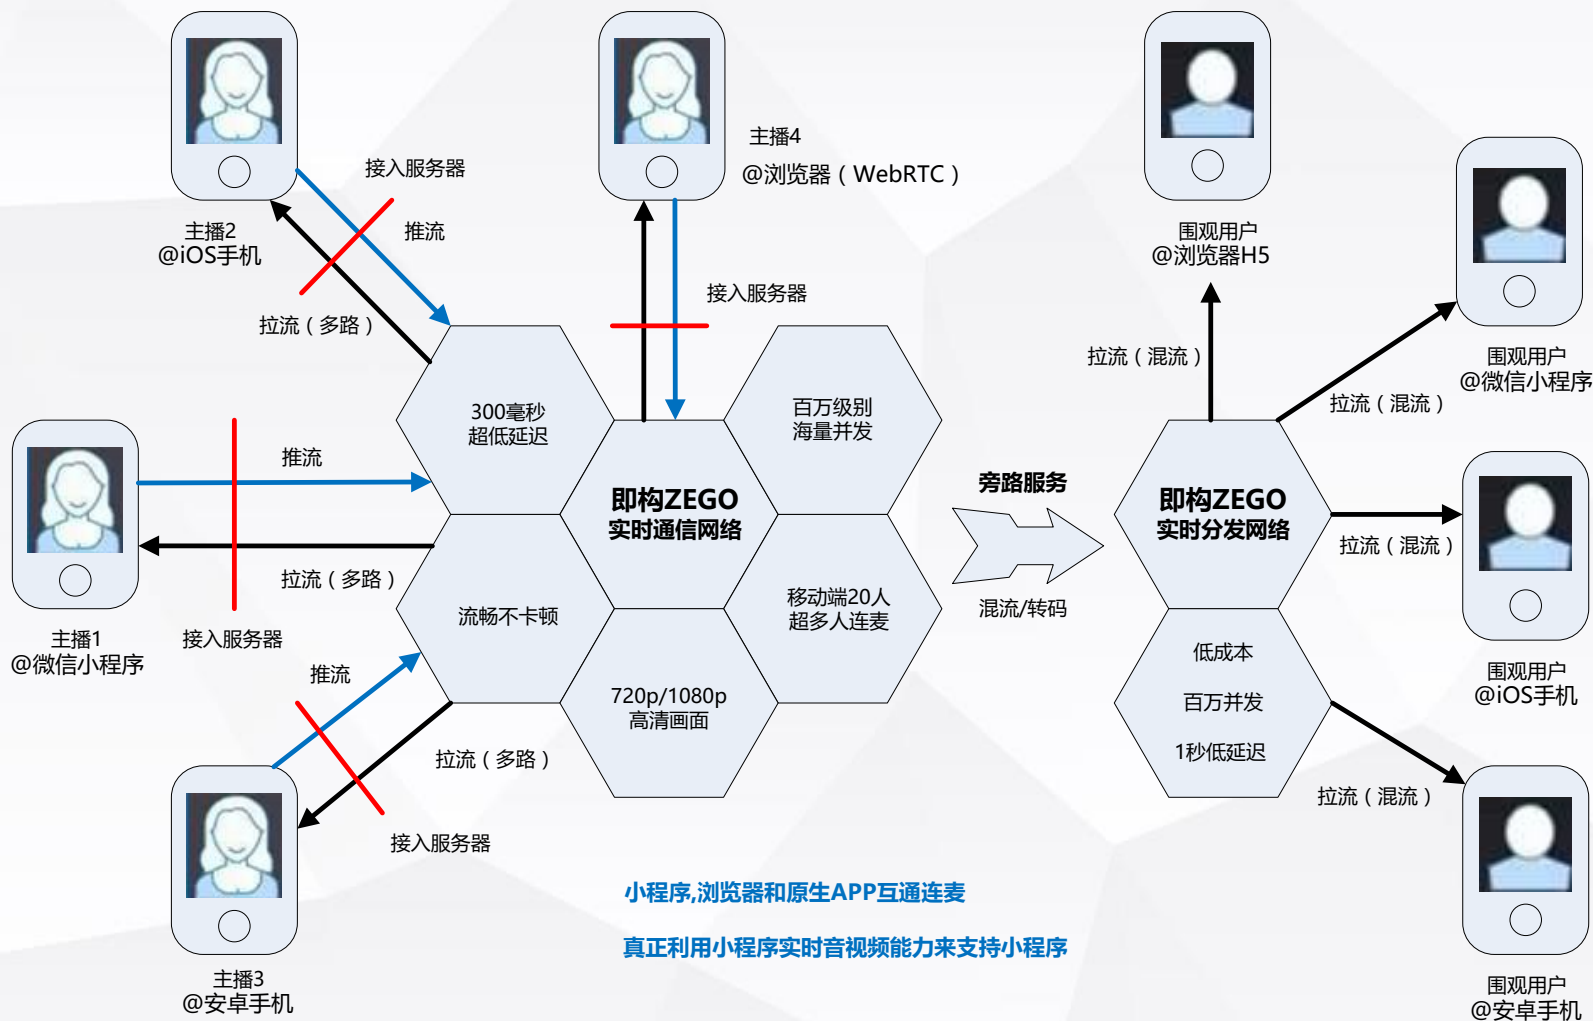 主播4
@浏览器（WebRTC）
接入服务器
推流
主播2
@iOS手机
拉流（多路）
接入服务器
围观用户
@浏览器H5
围观用户
@微信小程序
拉流（混流）
拉流（混流）
300毫秒
超低延迟
百万级别
海量并发
推流
即构ZEGO
实时通信网络
旁路服务
即构ZEGO
实时分发网络
拉流（混流）
拉流（多路）
流畅不卡顿
移动端20人
超多人连麦
混流/转码
主播1
@微信小程序
接入服务器
推流
720p/1080p
高清画面
低成本
百万并发
1秒低延迟
围观用户
@iOS手机
拉流（多路）
拉流（混流）
接入服务器
小程序,浏览器和原生APP互通连麦
真正利用小程序实时音视频能力来支持小程序
主播3
@安卓手机
围观用户
@安卓手机